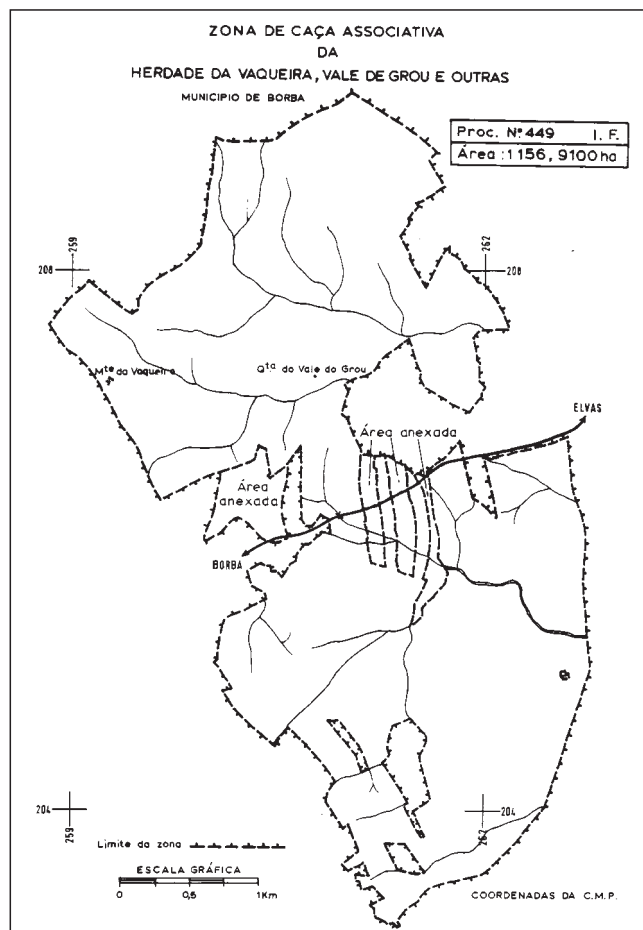 ZONA DE CAÇA ASSOCIATIVA
DA
HERDADE DA VAQUEIRA, VALE DE GROU E OUTRAS
MUNICIPIO DE BORBA
Proc. Nº 449 I. F.
Área : 1156, 9100 ha
259
208
262
208
Mte da Vaqueira
Qta do Vale do Grou
ELVAS
Área anexada
Área
anexada
BORBA
204
259
204
262
Limite da zona
ESCALA GRÁFICA
0 0,5 1Km
COORDENADAS DA C.M.P.